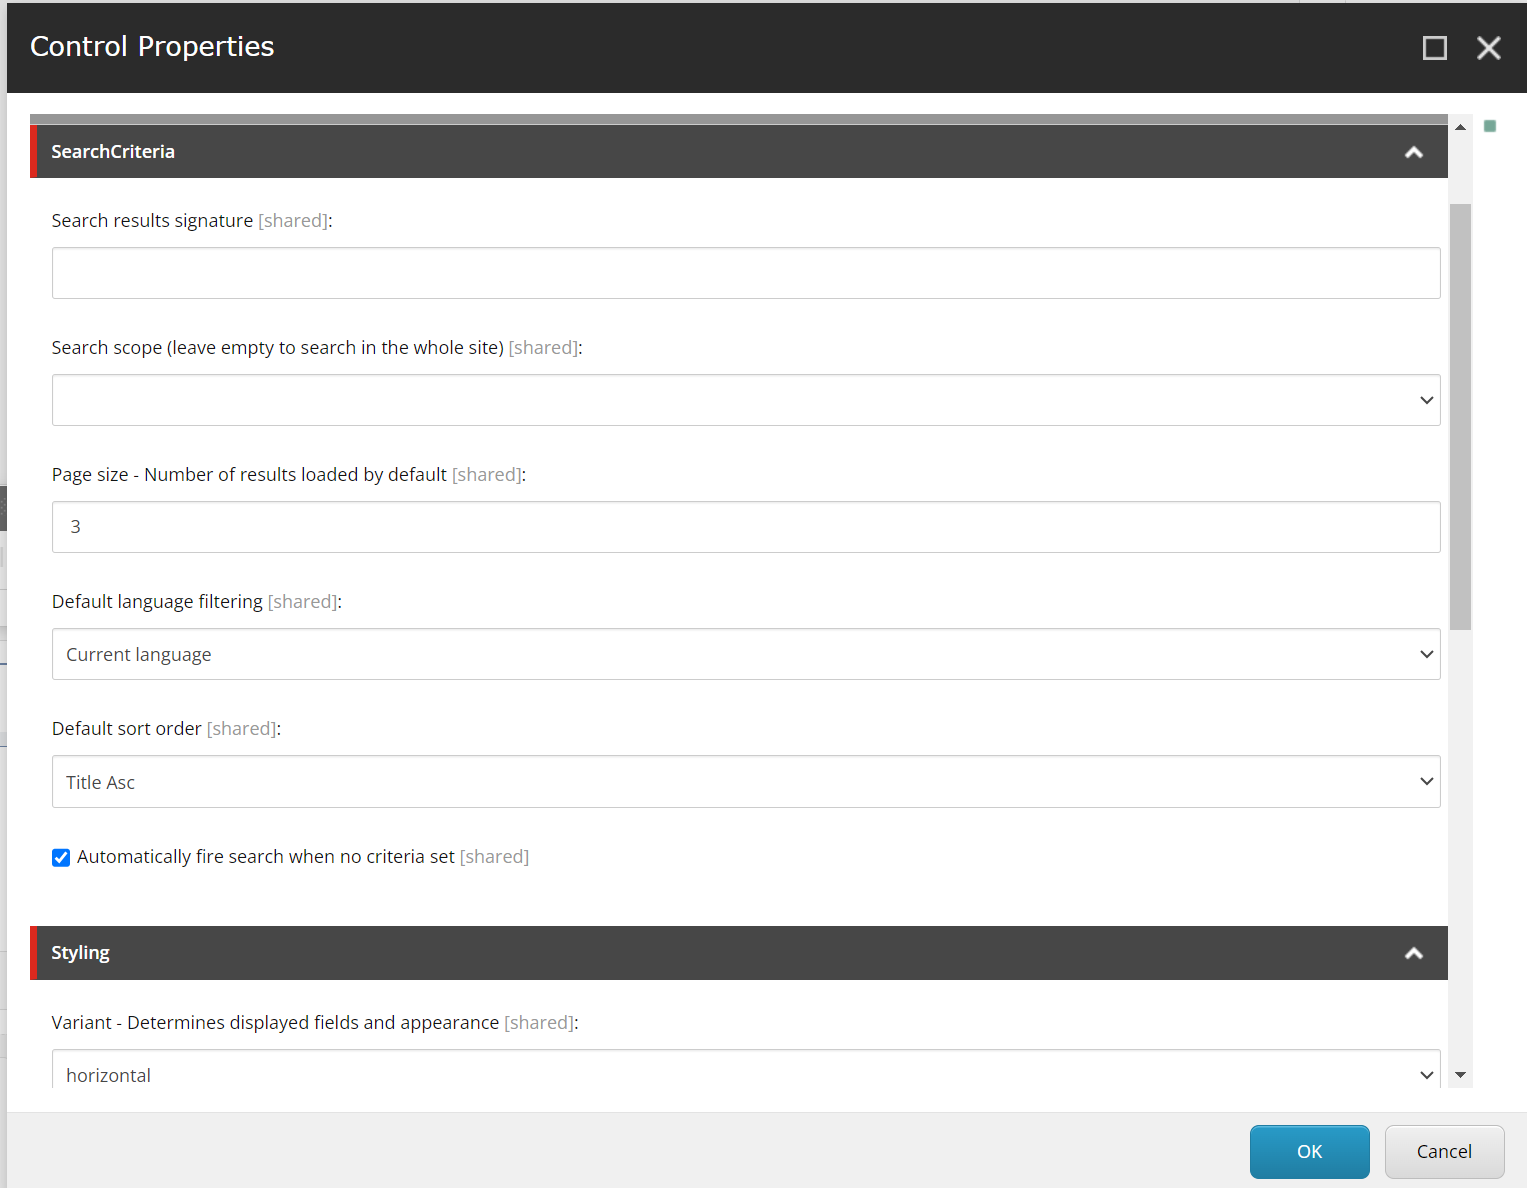 Control Properties
SearchCriteria
Search results signature [shared]:
Search scope (leave empty to search in the whole site) [shared]:
Page size - Number of results loaded by default [shared]:
3
Default language filtering [shared]:
Current language
Default sort order [shared]:
Title Asc
Automatically fire search when no criteria set [shared]
Styling
Variant - Determines displayed fields and appearance [shared]:
horizontal
OK Cancel